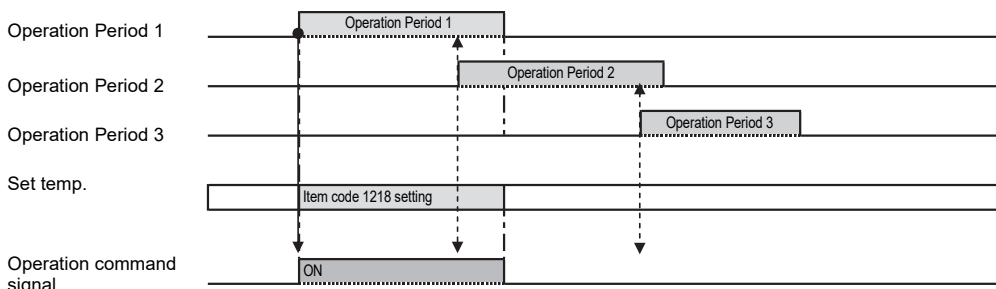 Operation Period 1
Operation Period 1
Operation Period 2
Operation Period 2
Operation Period 3
Operation Period 3
Set temp.
Item code 1218 setting
Operation command
signal
ON